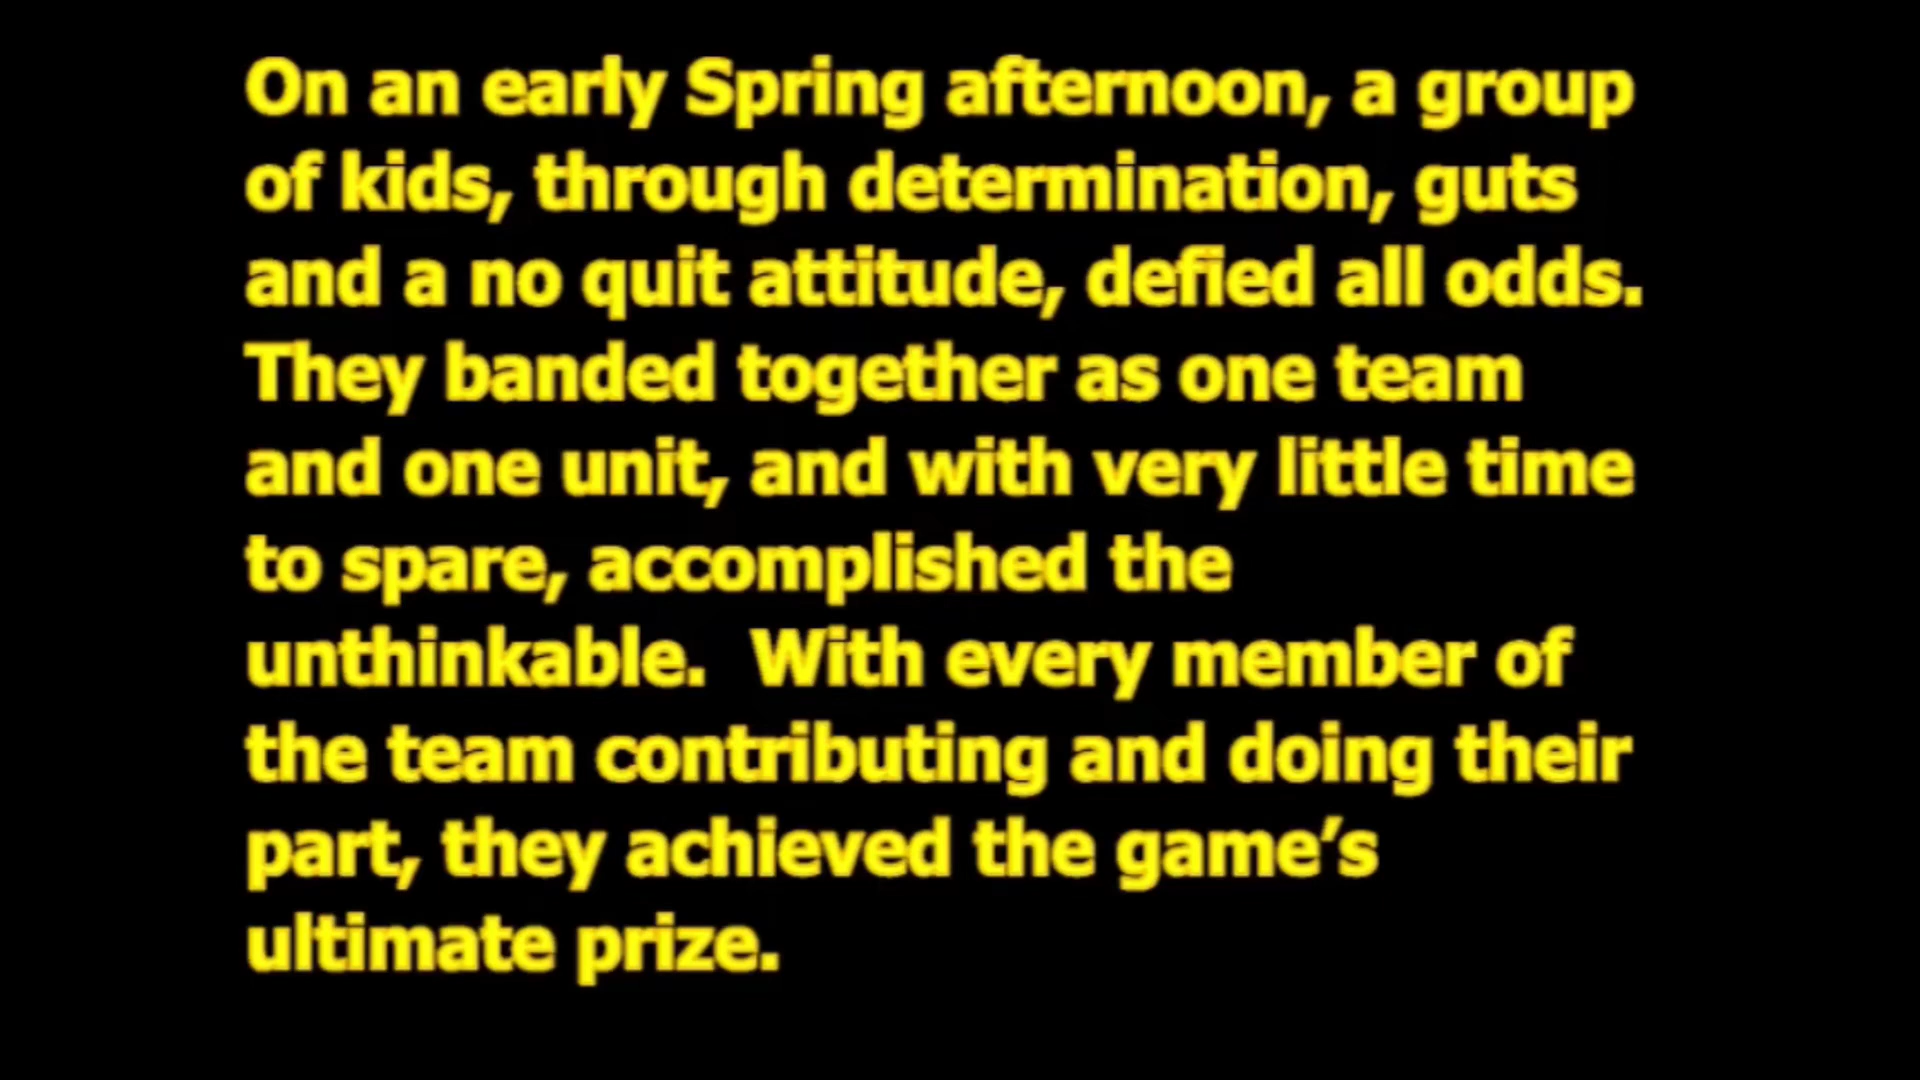 On an early Spring afternoon, a group
of kids, through determination, guts
and a no quit attitude, defied all odds.
They banded together as one team
and one unit, and with very little time
to spare, accomplished the
unthinkable.  With every member of
the team contributing and doing their
part, they achieved the game’s
ultimate prize.